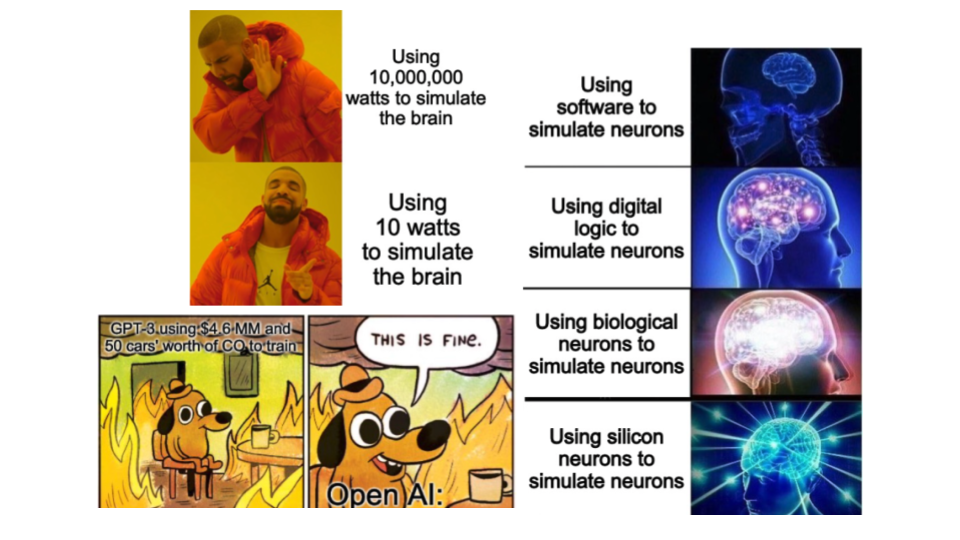 Using
10,000,000
watts to simulate
the brain
Using
10 watts
to simulate
the brain
GPT-3 using $4.6 MM and
50 cars' worth of CO to train
THIS IS FINE.
Open AI:
Using
software to
simulate neurons
Using digital
logic to
simulate neurons
Using biological
neurons to
simulate neurons
Using silicon
neurons to
simulate neurons